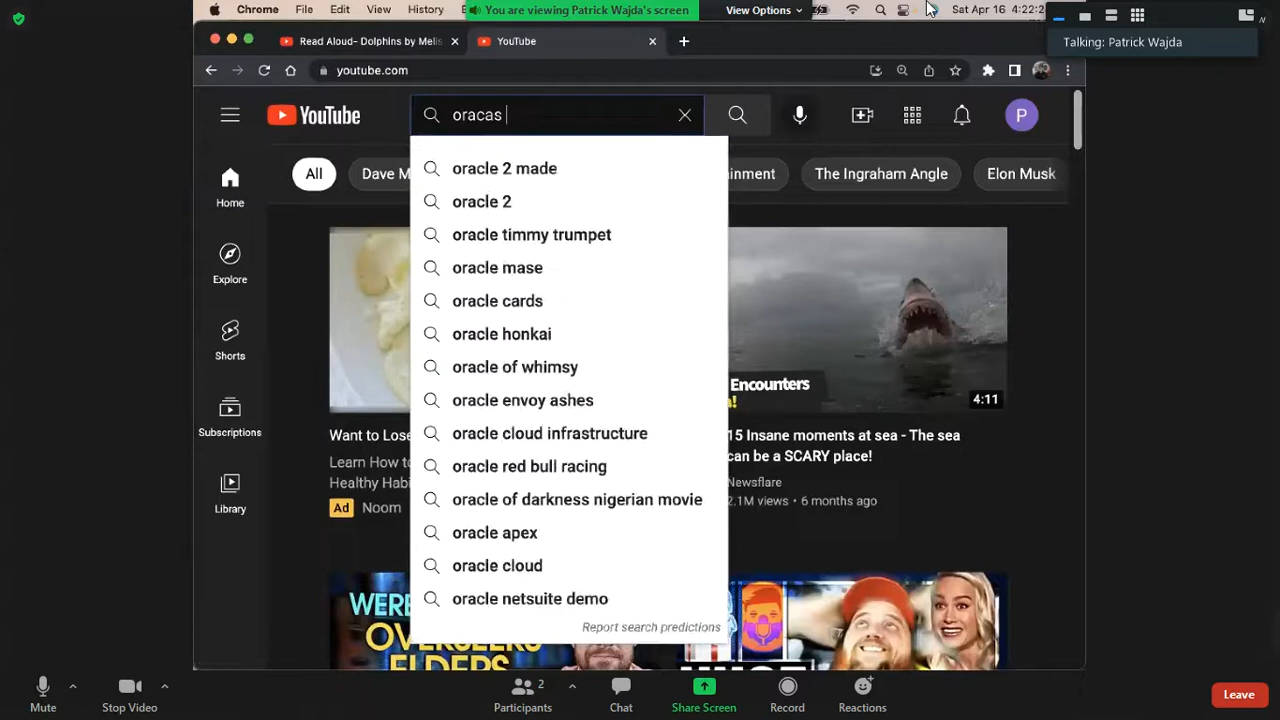 Chrome File Edit View History
You are viewing Patrick Wajda's screen
View Options
Sat Apr 16 4:22:2
Talking: Patrick Wajda
Read Aloud- Dolphins by Melis
YouTube
youtube.com
YouTube
oracas
P
All
Dave M
inment
The Ingraham Angle
Elon Musk
Home
Explore
Shorts
Subscriptions
Library
oracle 2 made
oracle 2
oracle timmy trumpet
oracle mase
oracle cards
oracle honkai
oracle of whimsy
oracle envoy ashes
oracle cloud infrastructure
oracle red bull racing
oracle of darkness nigerian movie
oracle apex
oracle cloud
oracle netsuite demo
Report search predictions
Want to Lose
Learn How to
Healthy Habi
Ad Noom
Encounters
4:11
15 Insane moments at sea - The sea
can be a SCARY place!
Newsflare
2.1M views • 6 months ago
WERE
OVERSEERS
ELDERS
Mute
Stop Video
Participants
2
Chat
Share Screen
Record
Reactions
Leave